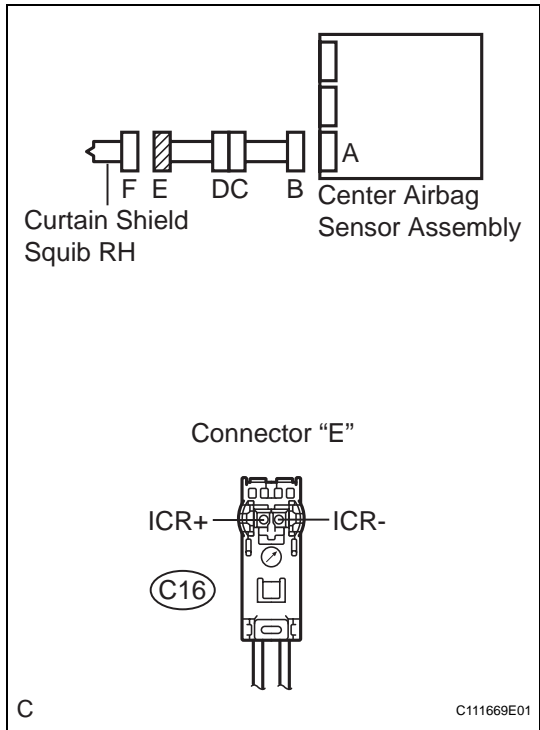 A
F E DC B
Center Airbag
Sensor Assembly
Curtain Shield
Squib RH
Connector “E”
ICR+ ICR-
C16
C C111669E01